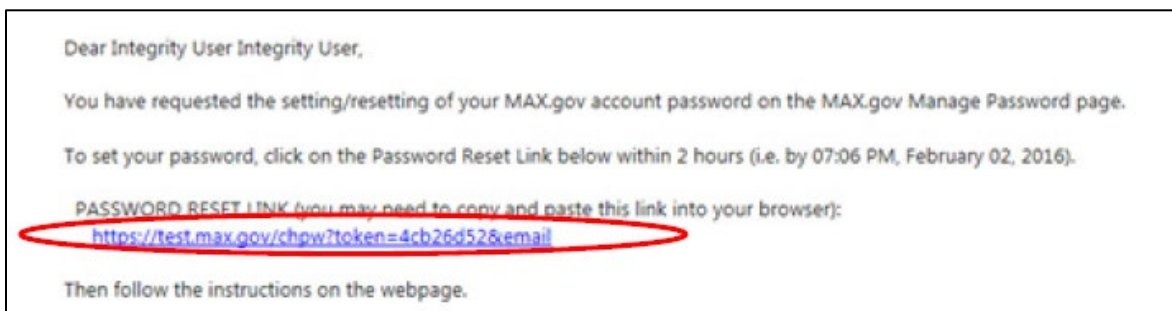 Dear Integrity User Integrity User,
You have requested the setting/resetting of your MAX.gov account password on the MAX.gov Manage Password page.
To set your password, click on the Password Reset Link below within 2 hours (i.e. by 07:06 PM, February 02, 2016).
PASSWORD RESET LINK (you may need to copy and paste this link into your browser):
https://test.max.gov/chpw?token=4cb26d52&email
Then follow the instructions on the webpage.